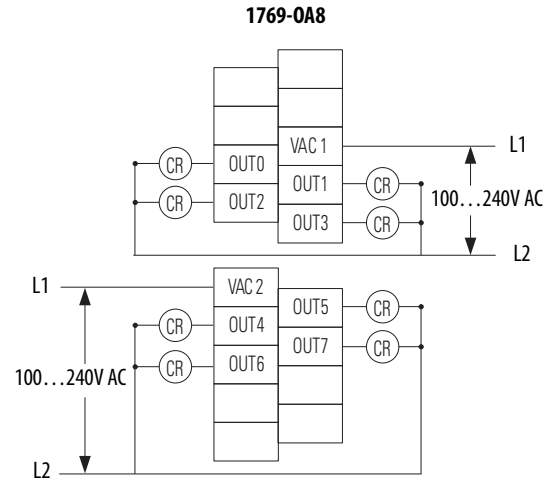 1769-OA8
VAC 1 L1
CR OUT0
OUT1 CR 100...240V AC
CR OUT2
OUT3 CR
L2
L1 VAC 2
OUT5 CR
CR OUT4
OUT7 CR
100...240V AC CR OUT6
L2